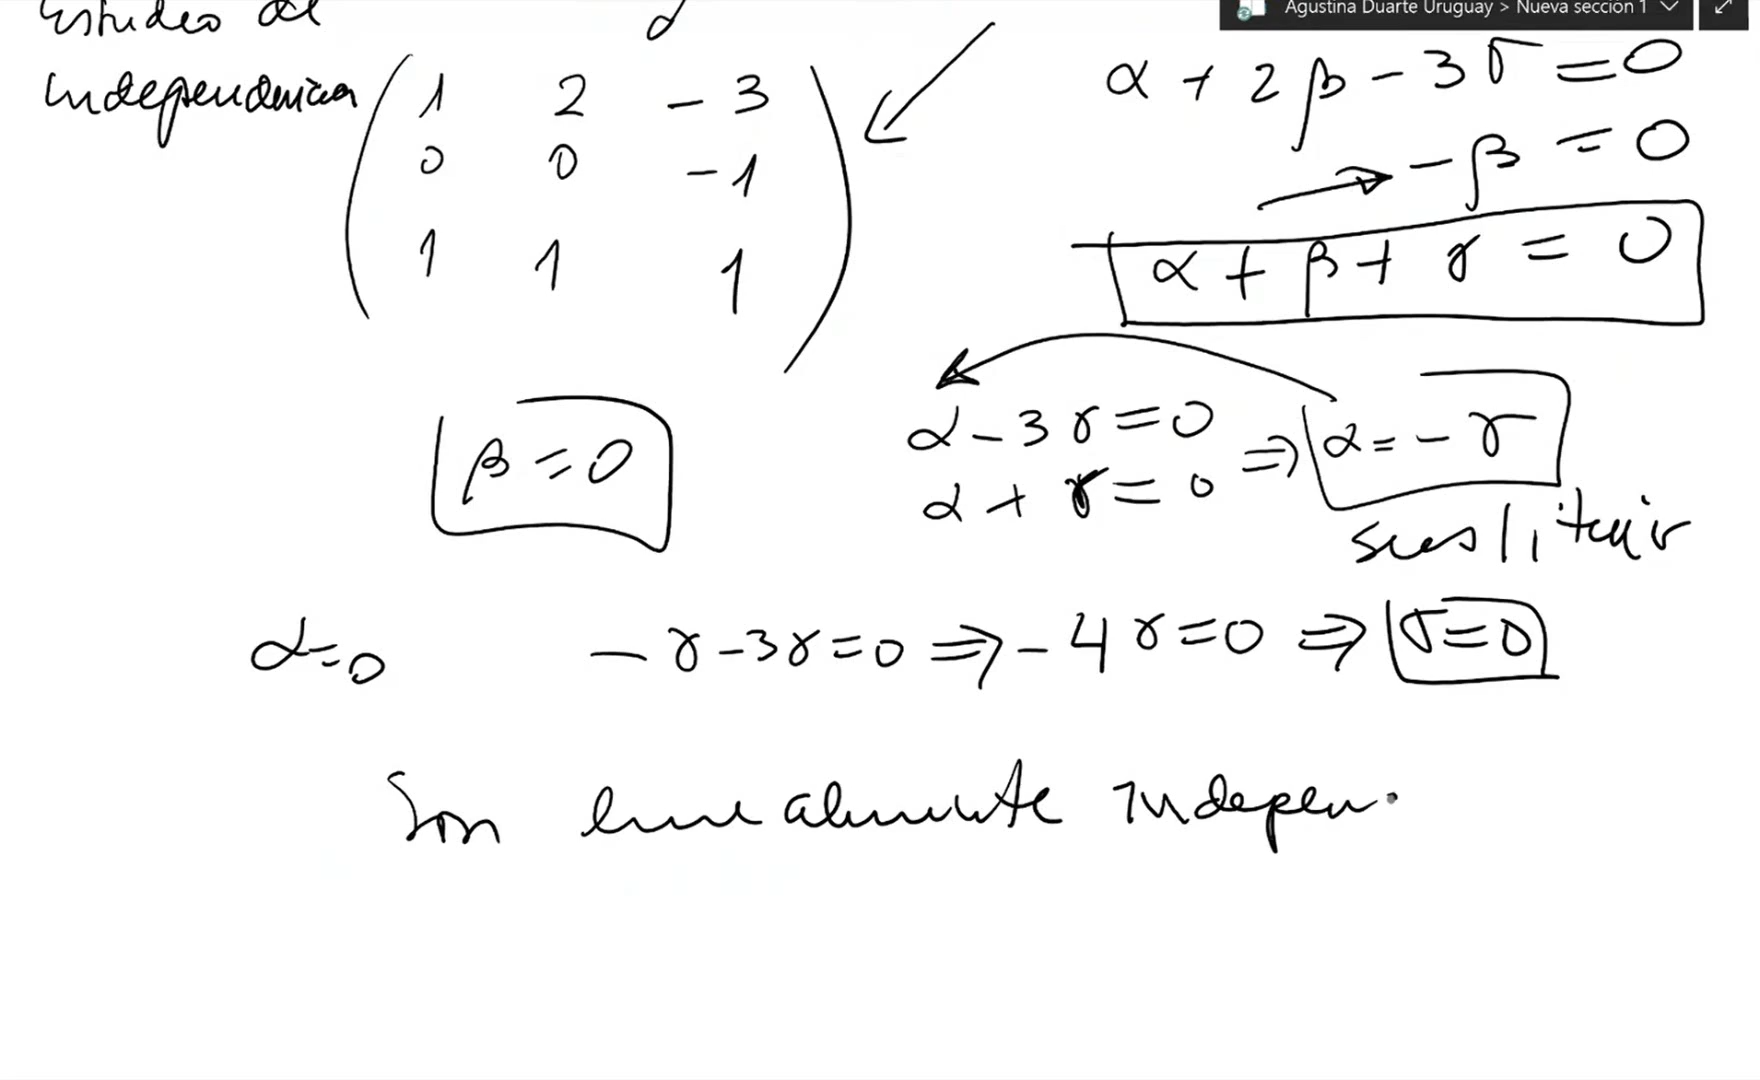 Agustina Duarte Uruguay > Nueva sección 1
Estudio de
independencia
1 2 -3
0 0 -1
1 1 1
α + 2β - 3γ = 0
-β = 0
α + β + γ = 0
β = 0
α - 3γ = 0
α + γ = 0
⇒ α = -γ
sustituir
α = 0
-γ - 3γ = 0 ⇒ -4γ = 0 ⇒ γ = 0
Son linealmente indepen.